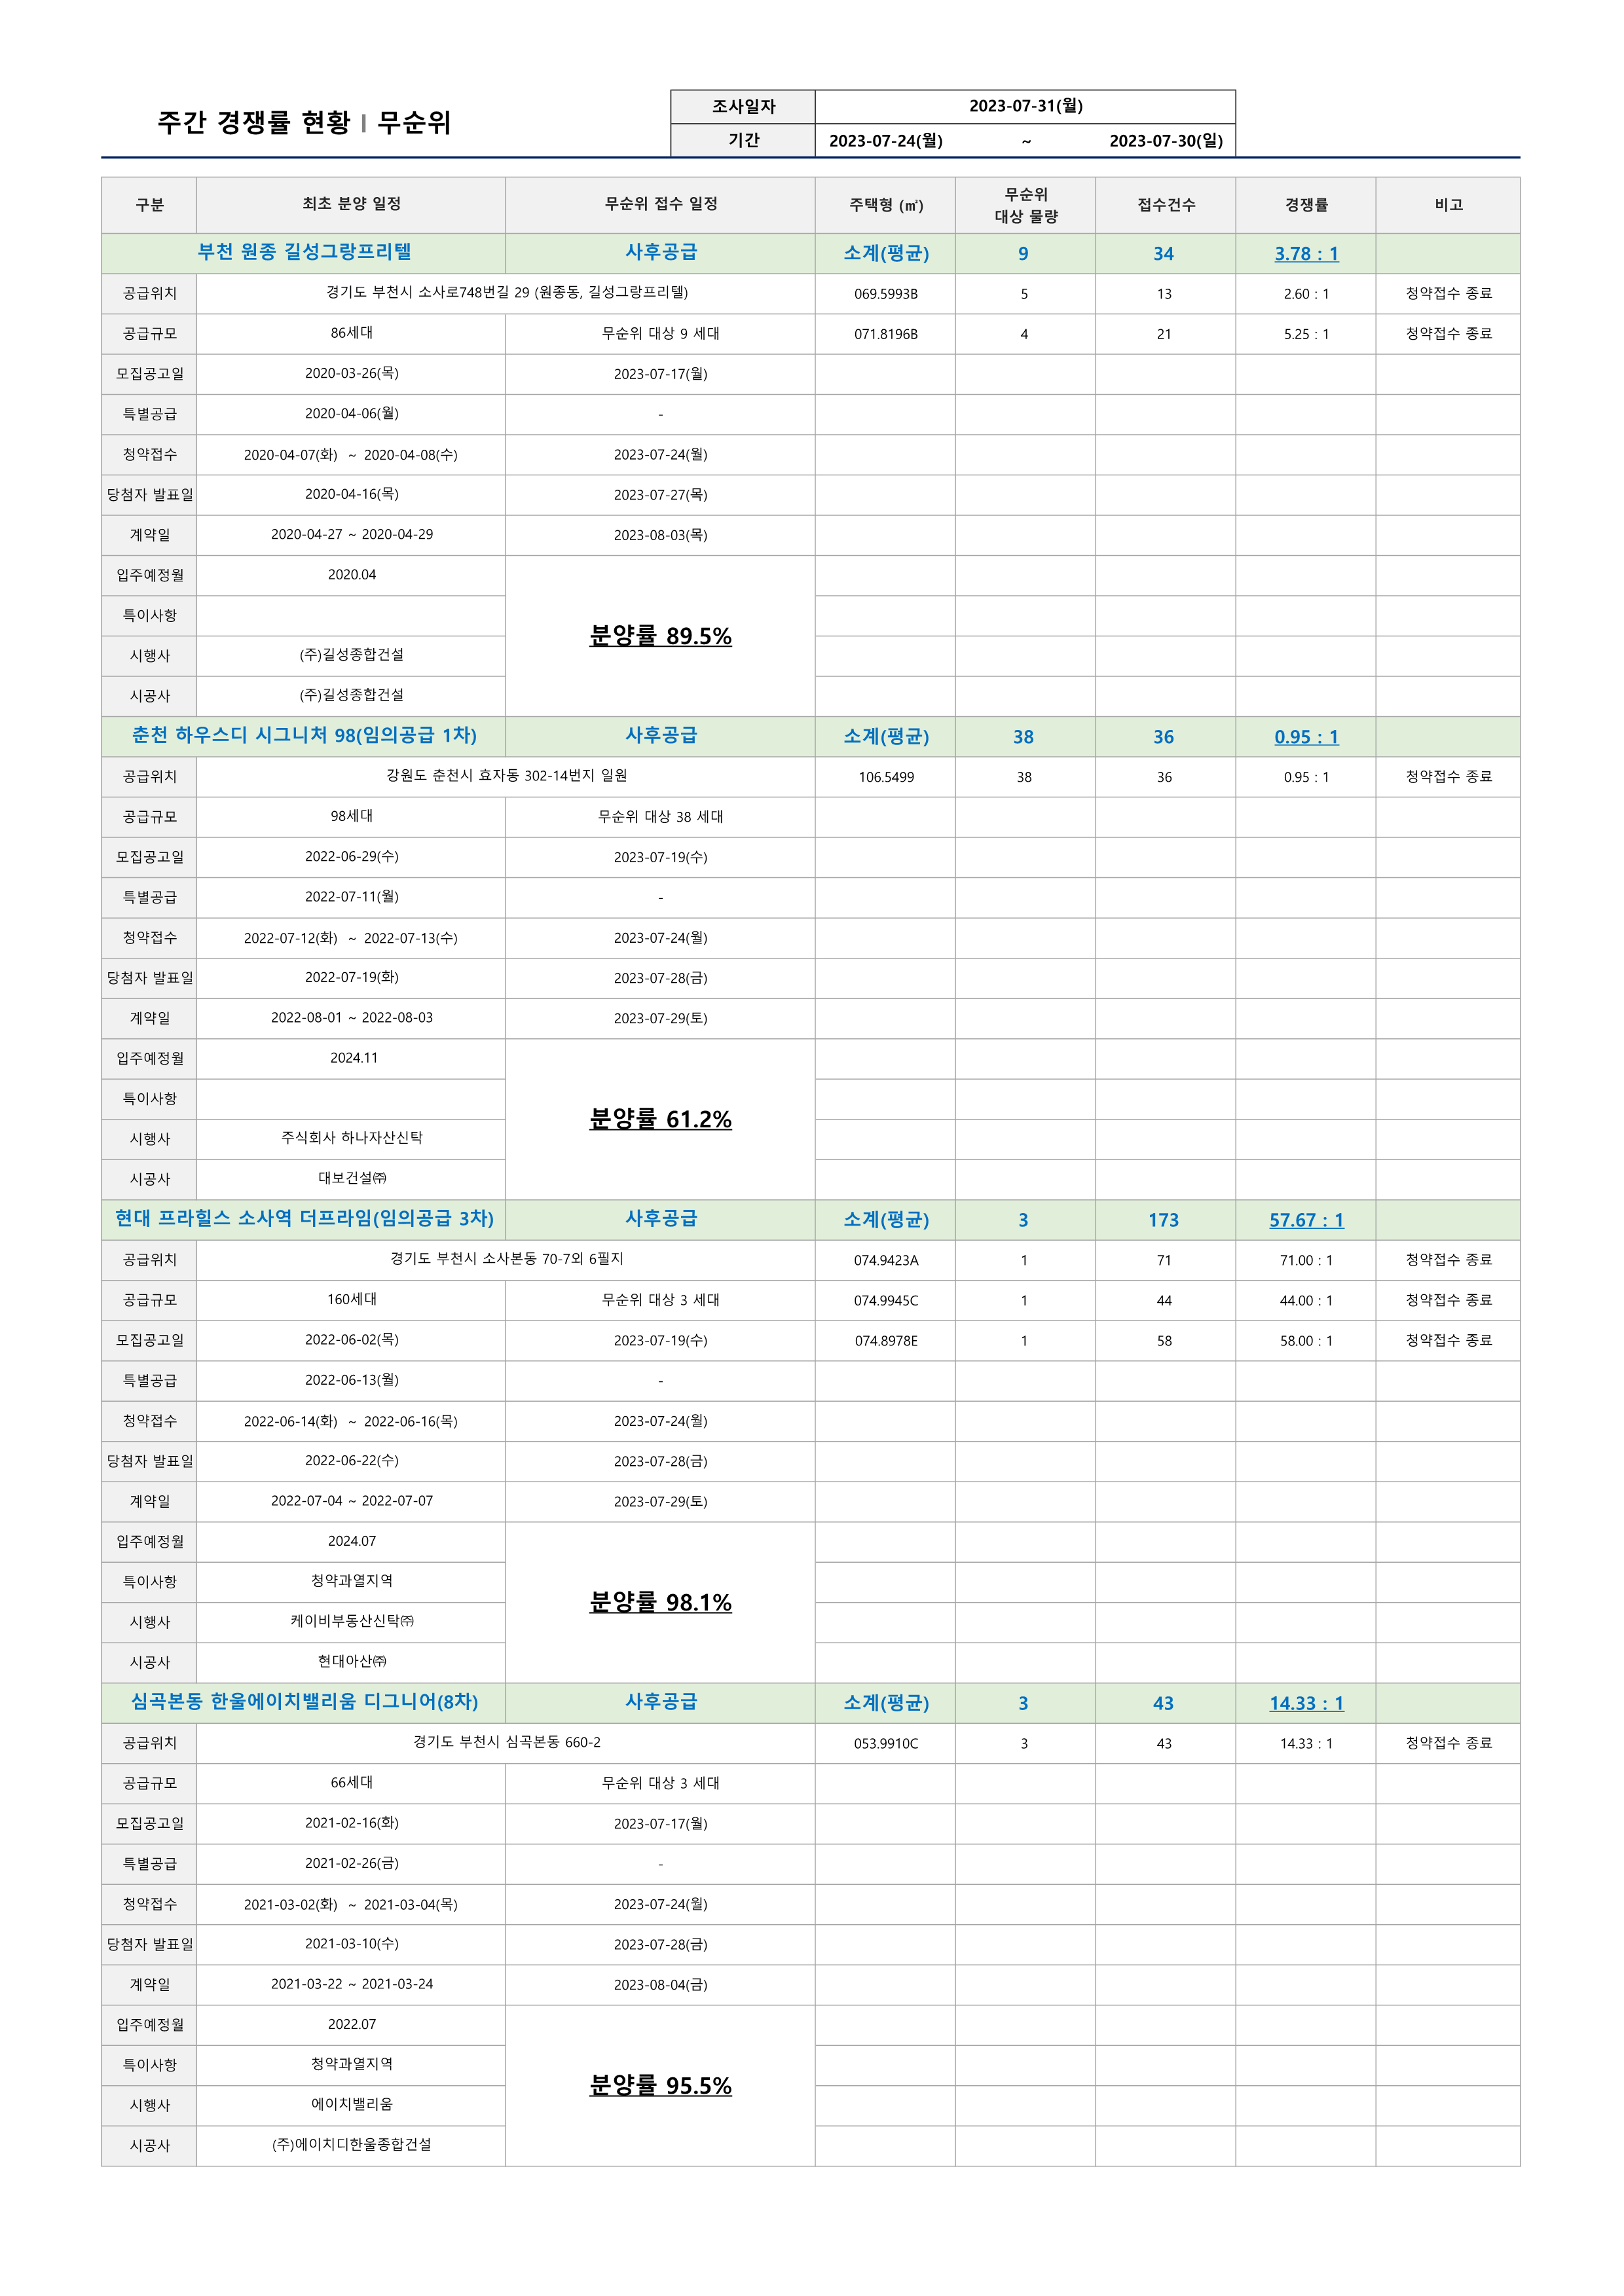 주간 경쟁률 현황 | 무순위
조사일자 2023-07-31(월)
기간 2023-07-24(월) ~ 2023-07-30(일)
구분 최초 분양 일정 무순위 접수 일정 주택형 (㎡) 무순위 대상 물량 접수건수 경쟁률 비고
부천 원종 길성그랑프리텔 사후공급 소계(평균) 9 34 3.78 : 1
공급위치 경기도 부천시 소사로748번길 29 (원종동, 길성그랑프리텔) 069.5993B 5 13 2.60 : 1 청약접수 종료
공급규모 86세대 무순위 대상 9 세대 071.8196B 4 21 5.25 : 1 청약접수 종료
모집공고일 2020-03-26(목) 2023-07-17(월)
특별공급 2020-04-06(월) -
청약접수 2020-04-07(화) ~ 2020-04-08(수) 2023-07-24(월)
당첨자 발표일 2020-04-16(목) 2023-07-27(목)
계약일 2020-04-27 ~ 2020-04-29 2023-08-03(목)
입주예정월 2020.04
특이사항
분양률 89.5%
시행사 (주)길성종합건설
시공사 (주)길성종합건설
춘천 하우스디 시그니처 98(임의공급 1차) 사후공급 소계(평균) 38 36 0.95 : 1
공급위치 강원도 춘천시 효자동 302-14번지 일원 106.5499 38 36 0.95 : 1 청약접수 종료
공급규모 98세대 무순위 대상 38 세대
모집공고일 2022-06-29(수) 2023-07-19(수)
특별공급 2022-07-11(월) -
청약접수 2022-07-12(화) ~ 2022-07-13(수) 2023-07-24(월)
당첨자 발표일 2022-07-19(화) 2023-07-28(금)
계약일 2022-08-01 ~ 2022-08-03 2023-07-29(토)
입주예정월 2024.11
특이사항
분양률 61.2%
시행사 주식회사 하나자산신탁
시공사 대보건설㈜
현대 프라힐스 소사역 더프라임(임의공급 3차) 사후공급 소계(평균) 3 173 57.67 : 1
공급위치 경기도 부천시 소사본동 70-7외 6필지 074.9423A 1 71 71.00 : 1 청약접수 종료
공급규모 160세대 무순위 대상 3 세대 074.9945C 1 44 44.00 : 1 청약접수 종료
모집공고일 2022-06-02(목) 2023-07-19(수) 074.8978E 1 58 58.00 : 1 청약접수 종료
특별공급 2022-06-13(월) -
청약접수 2022-06-14(화) ~ 2022-06-16(목) 2023-07-24(월)
당첨자 발표일 2022-06-22(수) 2023-07-28(금)
계약일 2022-07-04 ~ 2022-07-07 2023-07-29(토)
입주예정월 2024.07
특이사항 청약과열지역
분양률 98.1%
시행사 케이비부동산신탁㈜
시공사 현대아산㈜
심곡본동 한울에이치밸리움 디그니어(8차) 사후공급 소계(평균) 3 43 14.33 : 1
공급위치 경기도 부천시 심곡본동 660-2 053.9910C 3 43 14.33 : 1 청약접수 종료
공급규모 66세대 무순위 대상 3 세대
모집공고일 2021-02-16(화) 2023-07-17(월)
특별공급 2021-02-26(금) -
청약접수 2021-03-02(화) ~ 2021-03-04(목) 2023-07-24(월)
당첨자 발표일 2021-03-10(수) 2023-07-28(금)
계약일 2021-03-22 ~ 2021-03-24 2023-08-04(금)
입주예정월 2022.07
특이사항 청약과열지역
분양률 95.5%
시행사 에이치밸리움
시공사 (주)에이치디한울종합건설